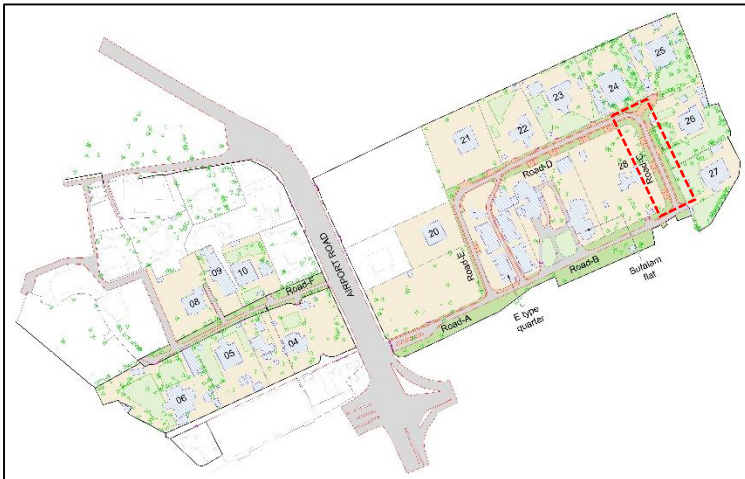 25
24
23
22
21
26
27
28
Road-C
Road-D
20
Road-E
Road-B
Sutalam
flat
E type
quarter
Road-A
AIRPORT ROAD
09
10
08
Road-F
04
05
06